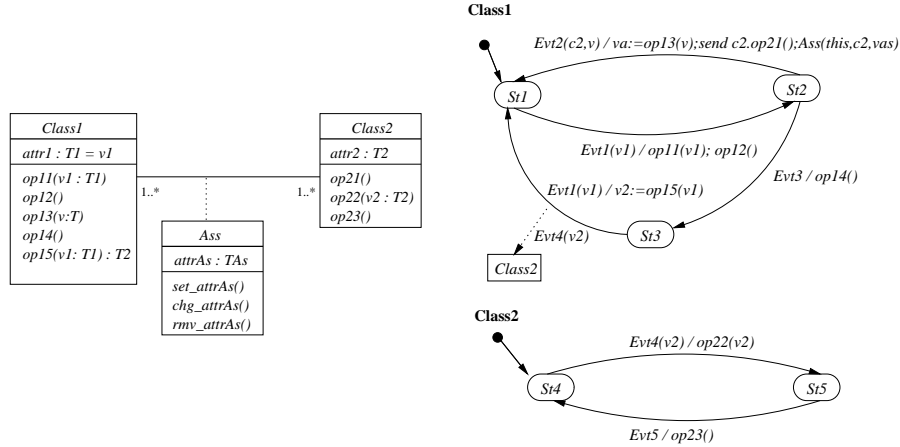 Class1
attr1 : T1 = v1
op11(v1 : T1)
op12()
op13(v:T)
op14()
op15(v1: T1) : T2
1..*
1..*
Class2
attr2 : T2
op21()
op22(v2 : T2)
op23()
Ass
attrAs : TAs
set_attrAs()
chg_attrAs()
rmv_attrAs()
Class1
Evt2(c2,v) / va:=op13(v);send c2.op21();Ass(this,c2,vas)
St1
St2
Evt1(v1) / op11(v1); op12()
Evt3 / op14()
Evt1(v1) / v2:=op15(v1)
St3
Evt4(v2)
Class2
Class2
Evt4(v2) / op22(v2)
St4
St5
Evt5 / op23()